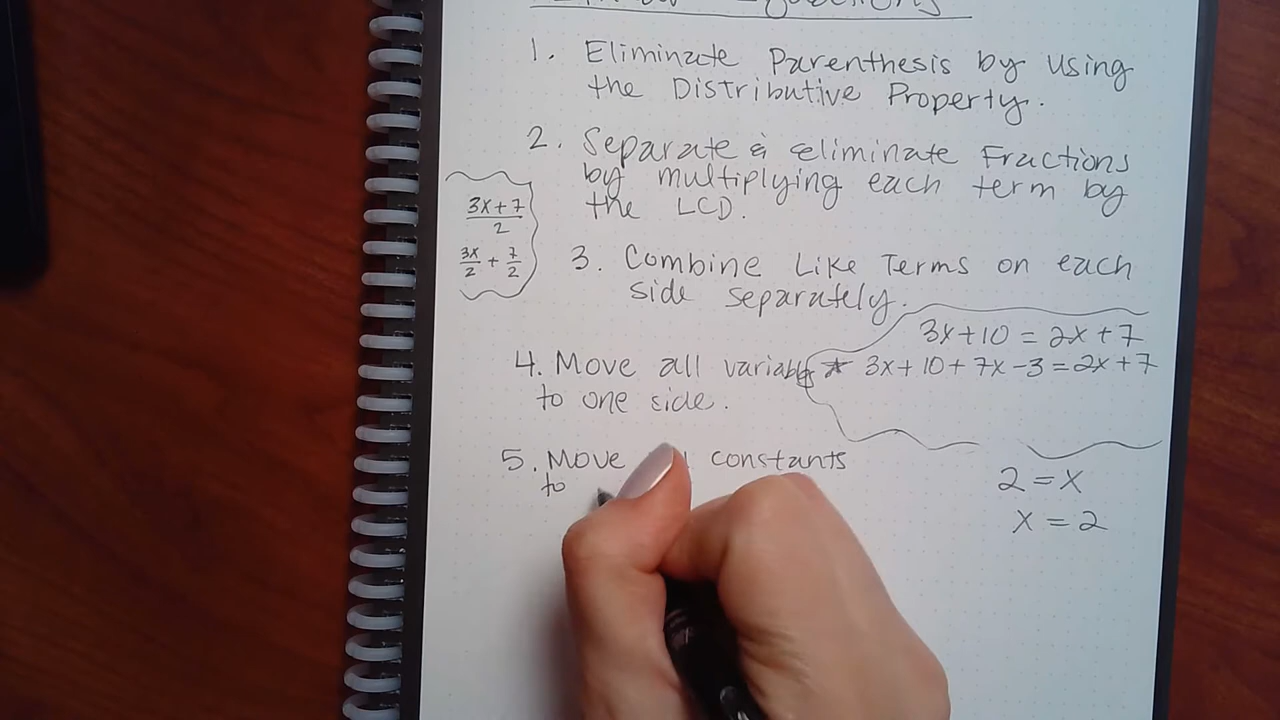 1. Eliminate Parenthesis by using
the Distributive Property.
2. Separate & eliminate Fractions
by multiplying each term by
the LCD.
3x+7
2
3x/2 + 7/2
3. Combine Like Terms on each
side separately.
3x+10 = 2x+7
4. Move all variables * 3x+10+7x-3=2x+7
to one side.
5. Move constants
to
2 = x
x = 2